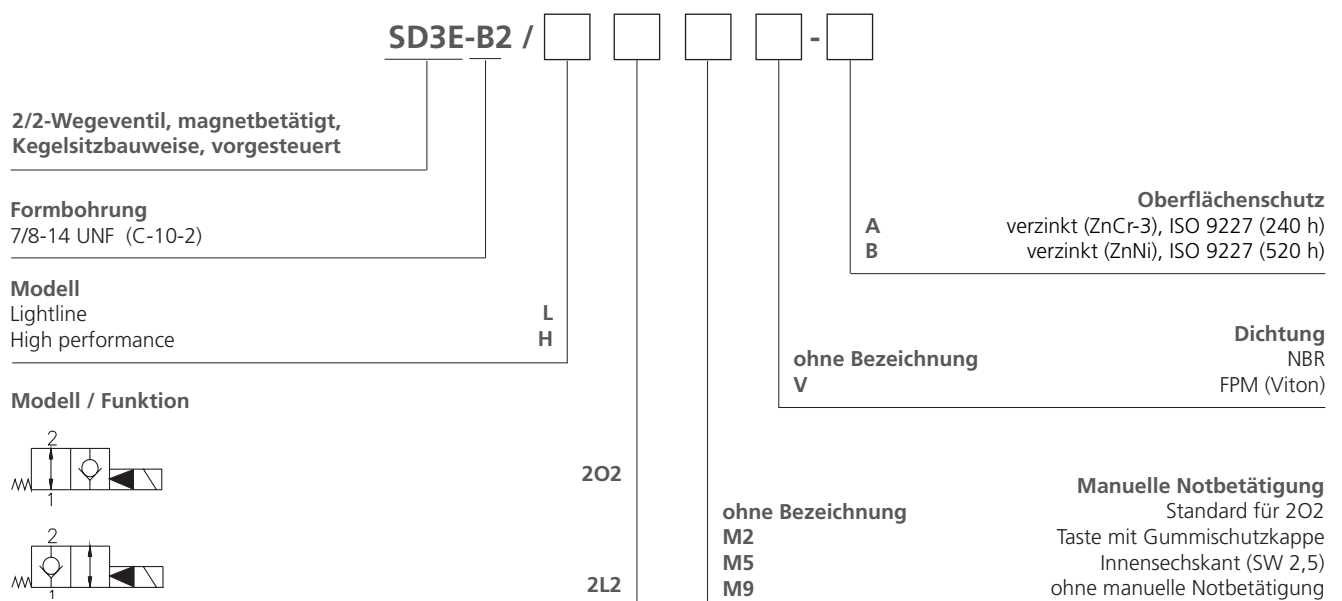 SD3E-B2 / -
2/2-Wegeventil, magnetbetätigt,
Kegelsitzbauweise, vorgesteuert
Formbohrung
7/8-14 UNF (C-10-2)
Modell
Lightline L
High performance H
Modell / Funktion
2
1
2O2
2
1
2L2
Oberflächenschutz
A verzinkt (ZnCr-3), ISO 9227 (240 h)
B verzinkt (ZnNi), ISO 9227 (520 h)
Dichtung
ohne Bezeichnung NBR
V FPM (Viton)
Manuelle Notbetätigung
ohne Bezeichnung Standard für 2O2
M2 Taste mit Gummischutzkappe
M5 Innensechskant (SW 2,5)
M9 ohne manuelle Notbetätigung